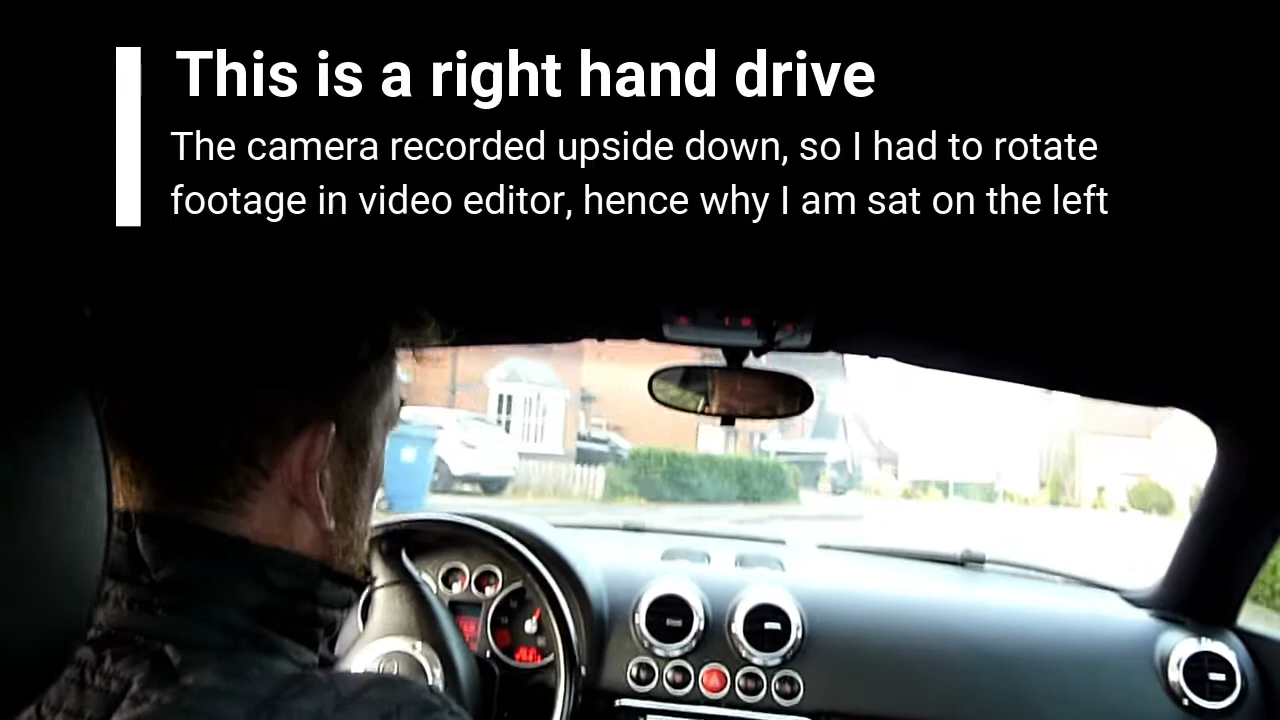 This is a right hand drive
The camera recorded upside down, so I had to rotate
footage in video editor, hence why I am sat on the left